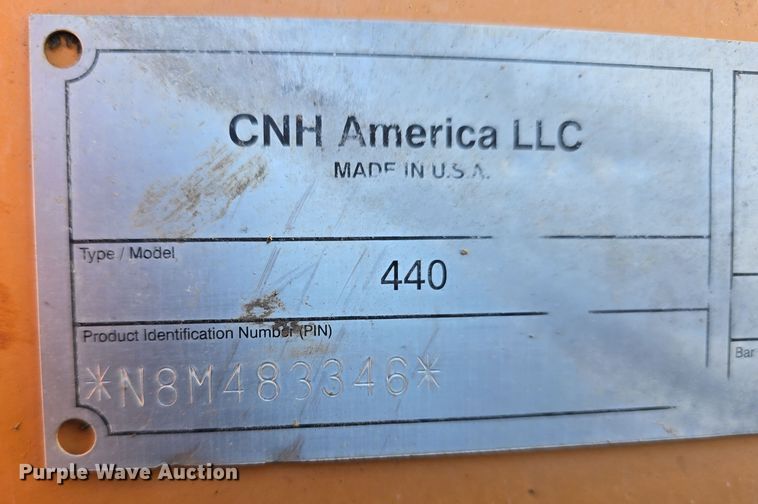 CNH America LLC
MADE IN U.S.A.
Type / Model
440
Product Identification Number (PIN)
*N8M483346*
Bar
Purple Wave Auction